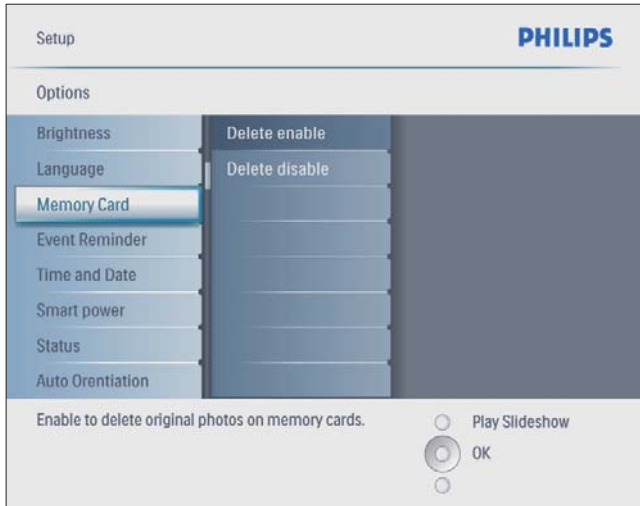 Setup
PHILIPS
Options
Brightness
Delete enable
Language
Delete disable
Memory Card
Event Reminder
Time and Date
Smart power
Status
Auto Orentiation
Enable to delete original photos on memory cards.
Play Slideshow
OK